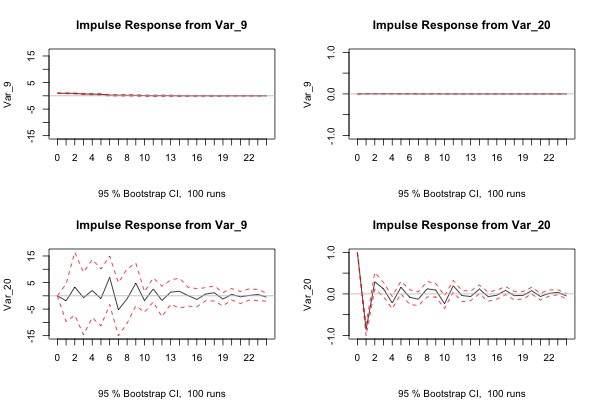 Impulse Response from Var_9
Var_9
15
5
-5
-15
0 2 4 6 8 10 13 16 19 22
95 % Bootstrap CI, 100 runs
Impulse Response from Var_20
Var_9
1.0
0.0
-1.0
0 2 4 6 8 10 13 16 19 22
95 % Bootstrap CI, 100 runs
Impulse Response from Var_9
Var_20
15
5
-5
-15
0 2 4 6 8 10 13 16 19 22
95 % Bootstrap CI, 100 runs
Impulse Response from Var_20
Var_20
1.0
0.0
-1.0
0 2 4 6 8 10 13 16 19 22
95 % Bootstrap CI, 100 runs